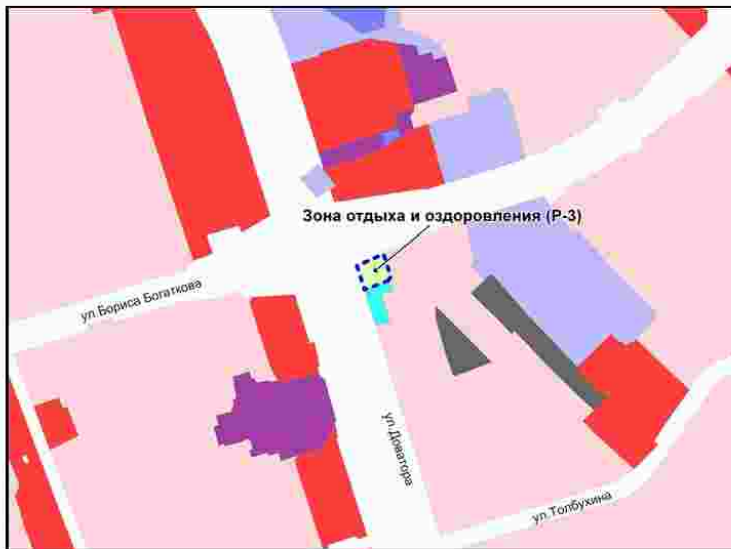 Зона отдыха и оздоровления (Р-3)
ул.Бориса Богаткова
ул.Доватора
ул.Толбухина